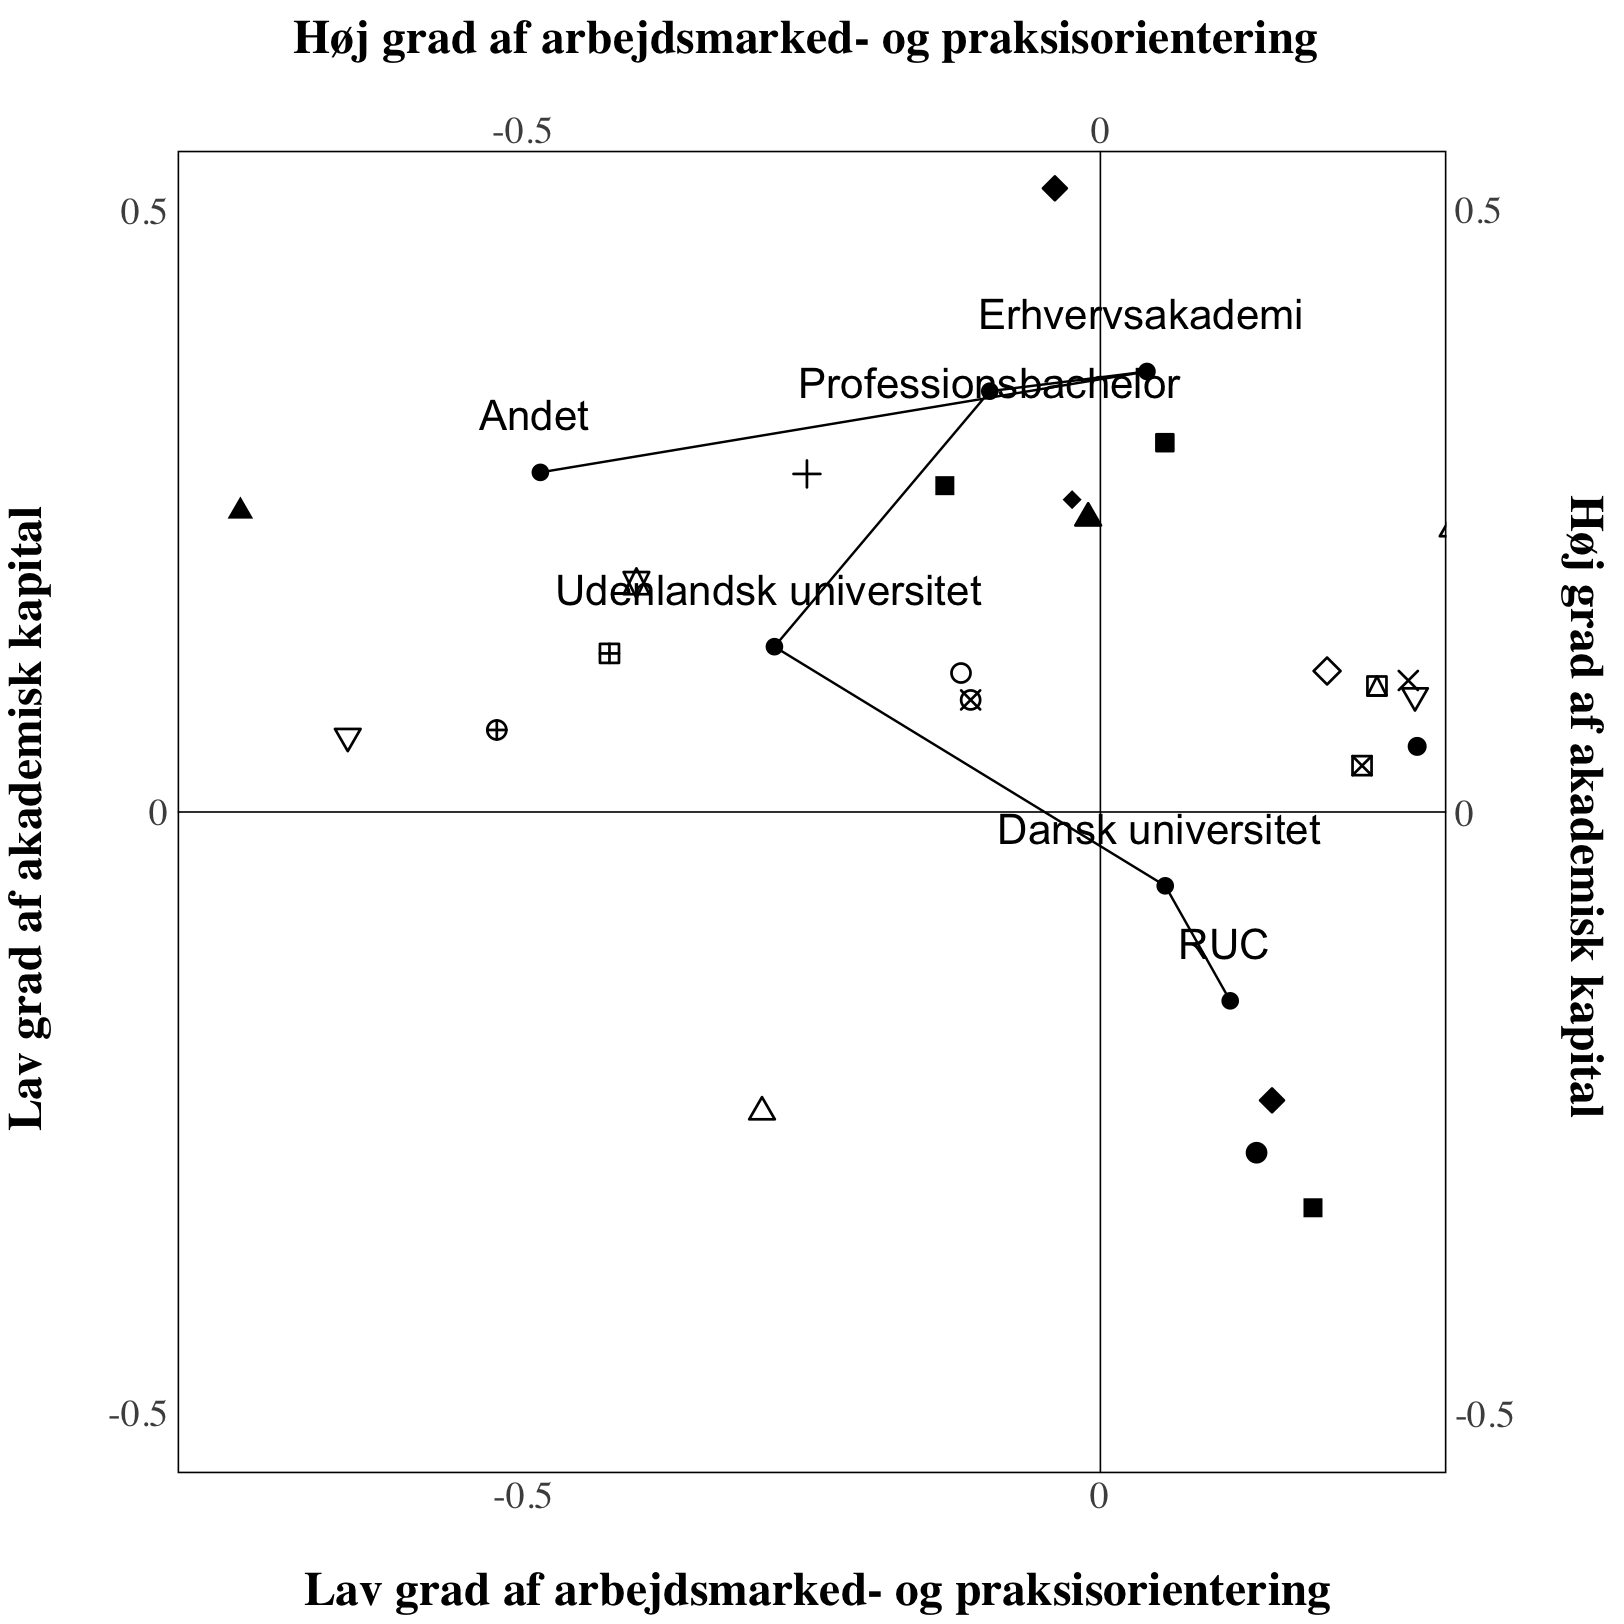 Høj grad af arbejdsmarked- og praksisorientering
-0.5
0
0.5
0.5
Erhvervsakademi
Professionsbachelor
Andet
Udenlandsk universitet
Lav grad af akademisk kapital
Høj grad af akademisk kapital
0
0
Dansk universitet
RUC
-0.5
-0.5
-0.5
0
Lav grad af arbejdsmarked- og praksisorientering